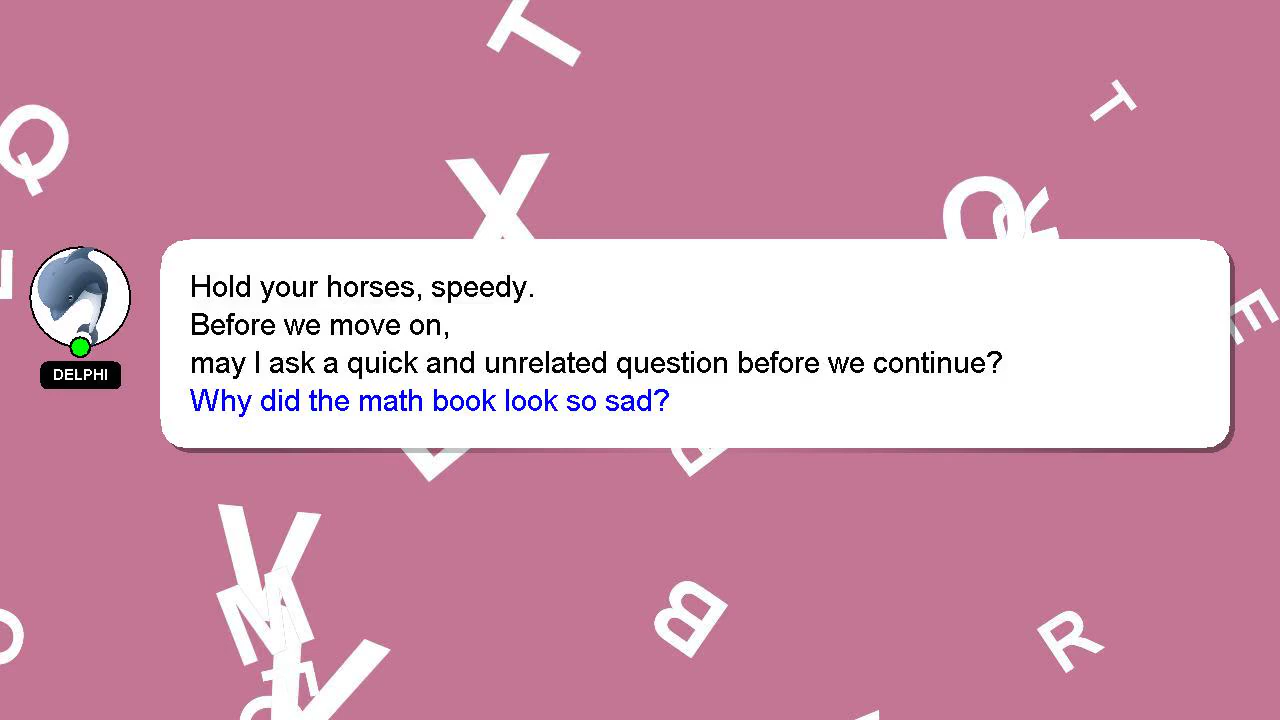 Hold your horses, speedy.
Before we move on,
may I ask a quick and unrelated question before we continue?
Why did the math book look so sad?
DELPHI
T
T
Q
X
Q
E
V
M
V
B
R